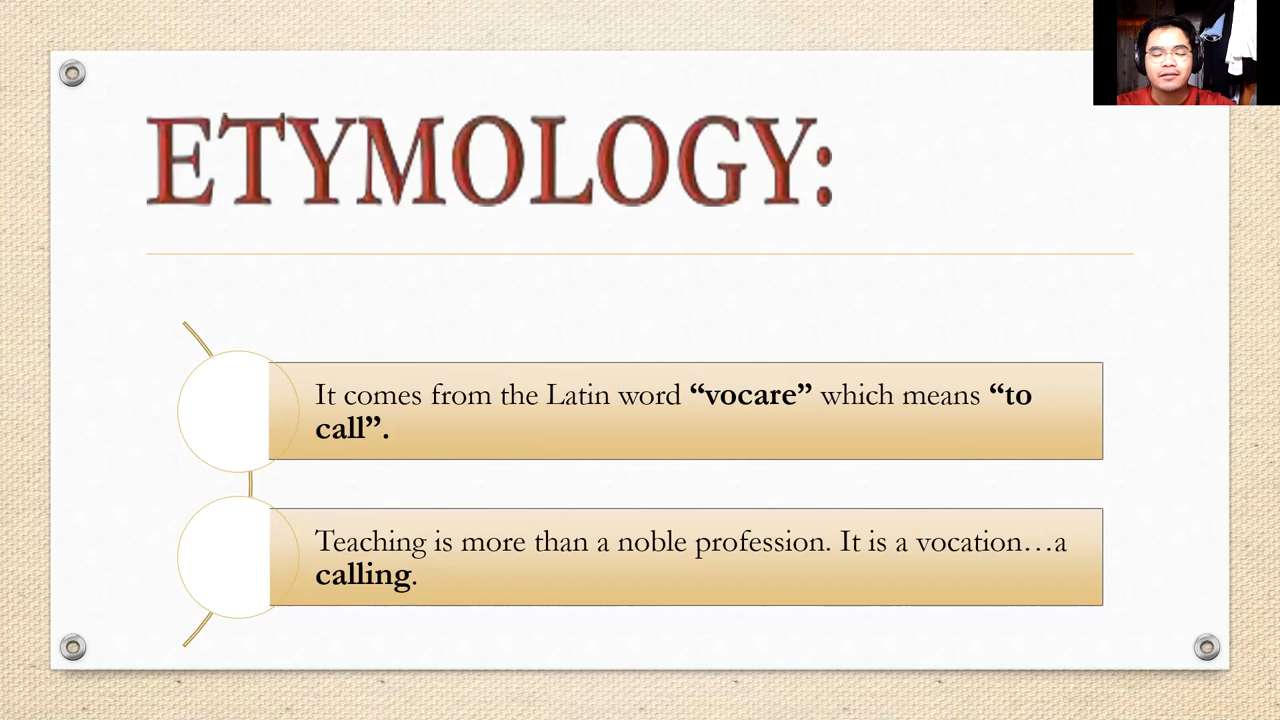 ETYMOLOGY:
It comes from the Latin word “vocare” which means “to
call”.
Teaching is more than a noble profession. It is a vocation…a
calling.